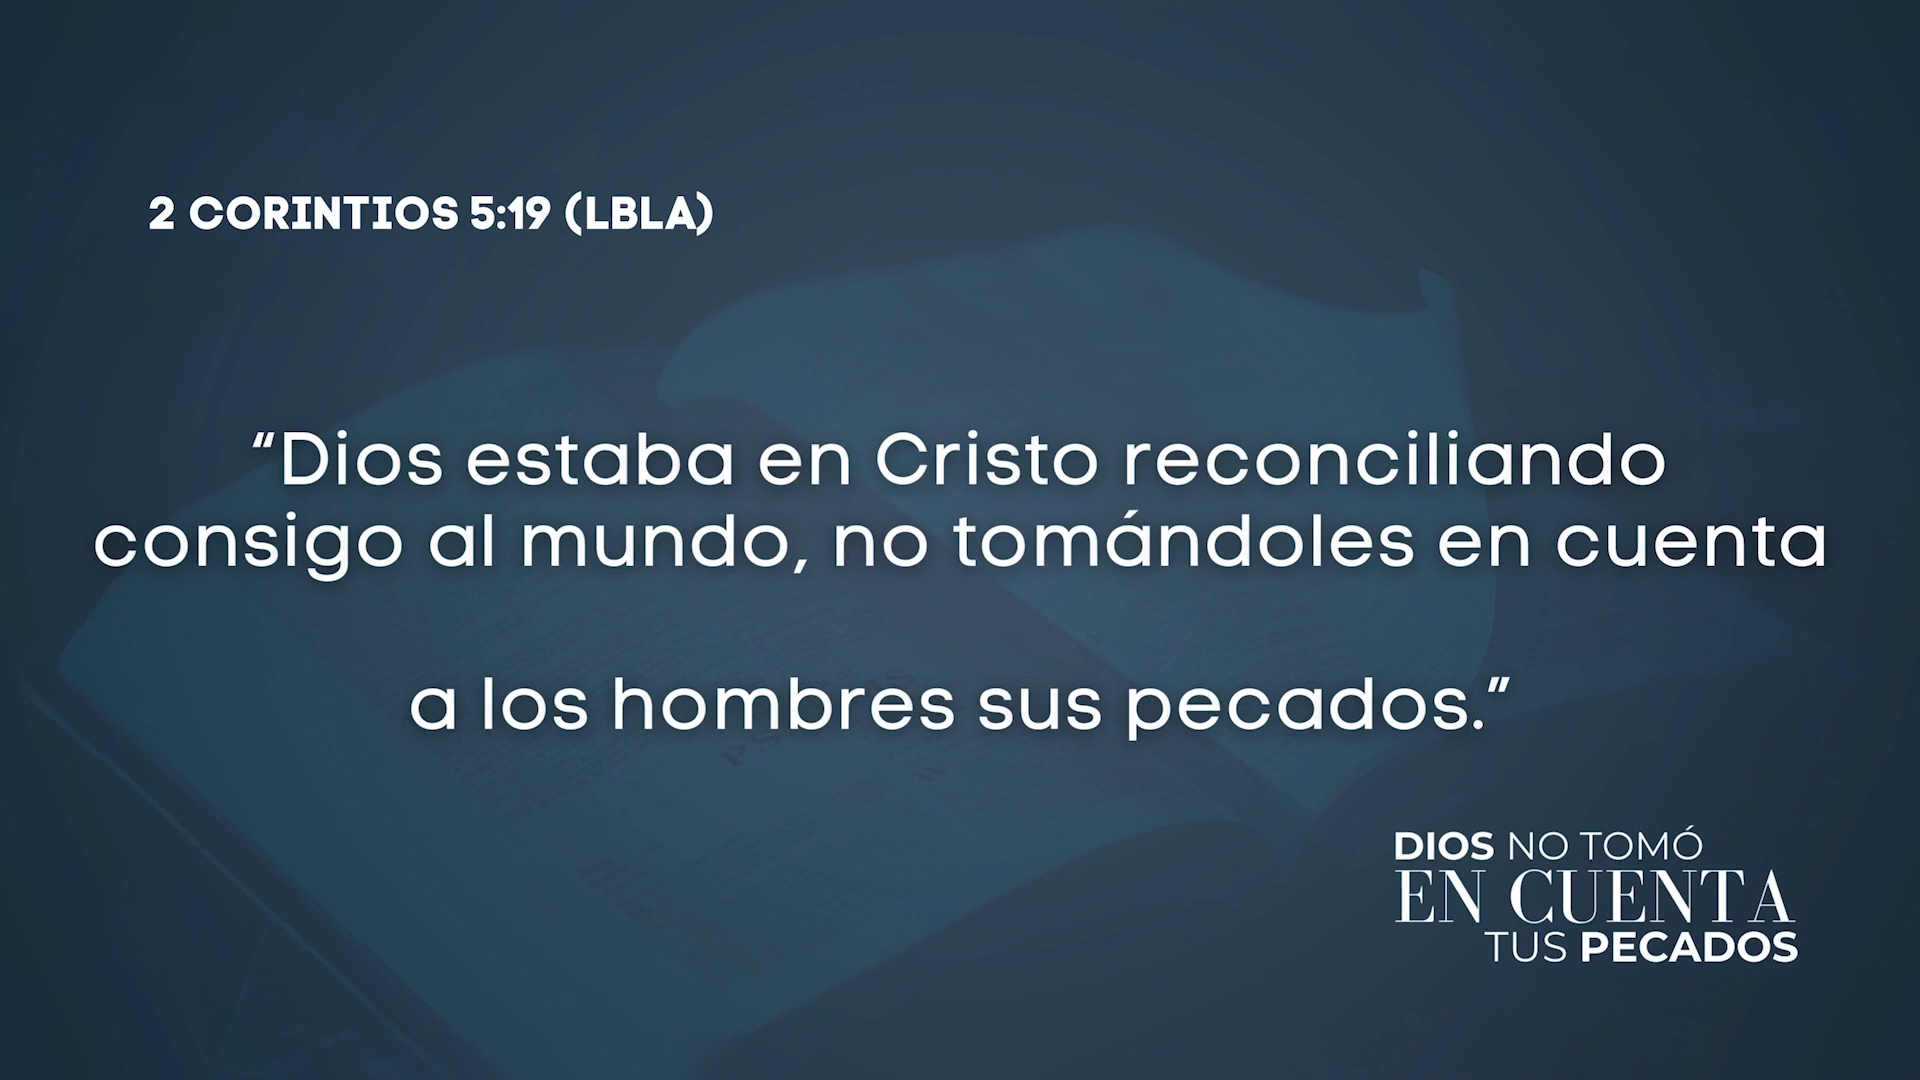 2 CORINTIOS 5:19 (LBLA)
“Dios estaba en Cristo reconciliando
consigo al mundo, no tomándoles en cuenta
a los hombres sus pecados.”
DIOS NO TOMÓ
EN CUENTA
TUS PECADOS